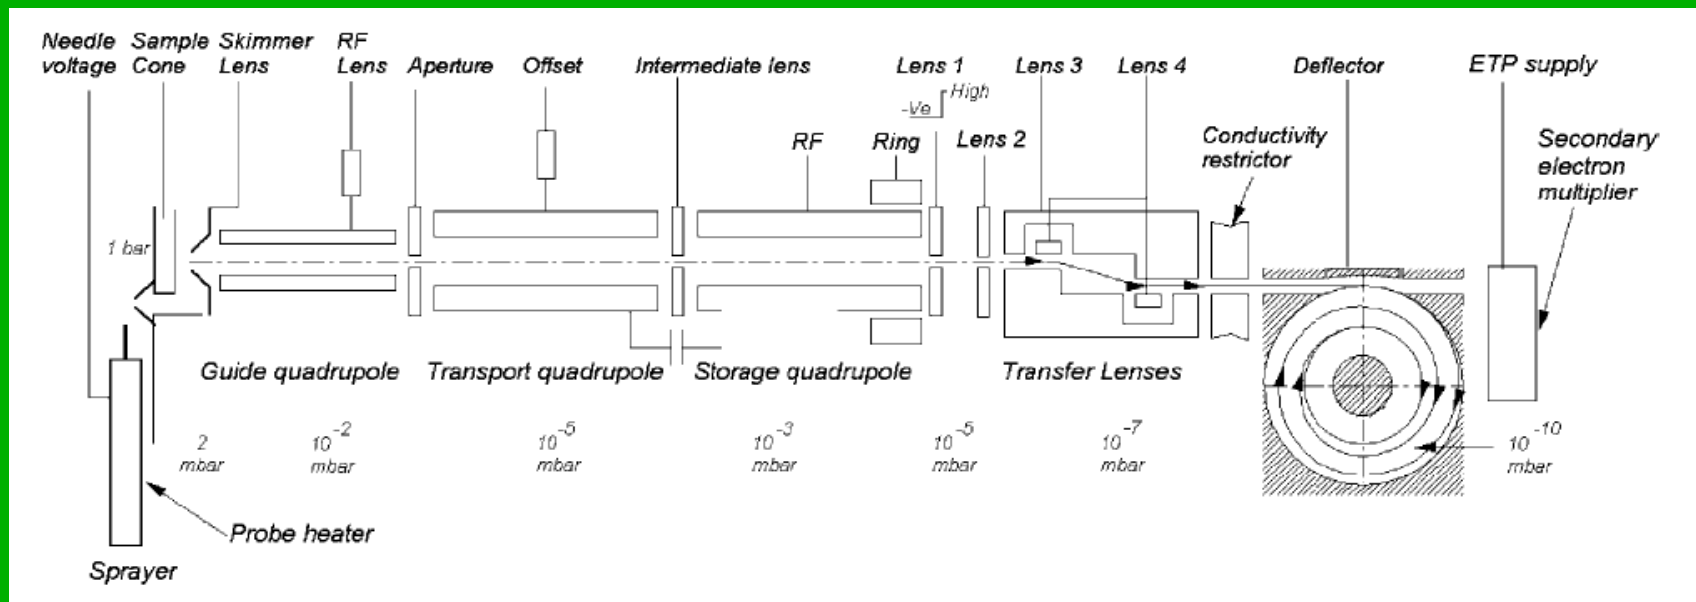 Needle voltage
Sample Cone
Skimmer Lens
RF Lens
Aperture
Offset
Intermediate lens
Lens 1
Lens 3
Lens 4
Deflector
ETP supply
-Ve
High
RF
Ring
Lens 2
Conductivity restrictor
Secondary electron multiplier
1 bar
Guide quadrupole
Transport quadrupole
Storage quadrupole
Transfer Lenses
2 mbar
10⁻² mbar
10⁻⁵ mbar
10⁻³ mbar
10⁻⁵ mbar
10⁻⁷ mbar
10⁻¹⁰ mbar
Probe heater
Sprayer